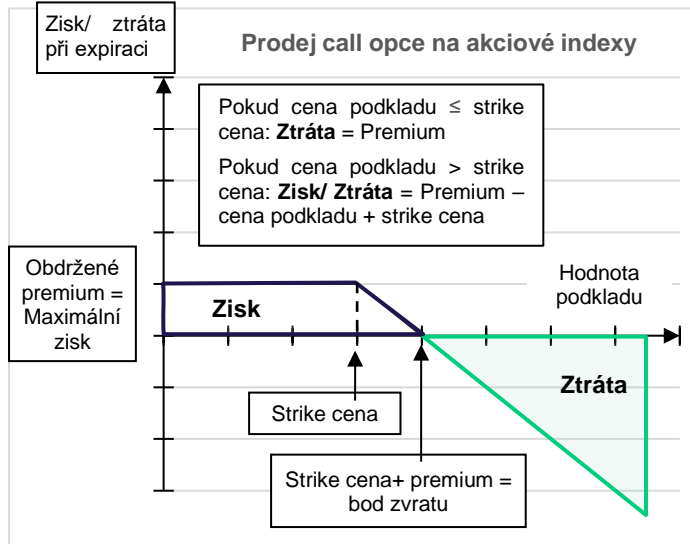 Zisk/ ztráta
při expiraci
Prodej call opce na akciové indexy
Pokud cena podkladu ≤ strike
cena: Ztráta = Premium
Pokud cena podkladu > strike
cena: Zisk/ Ztráta = Premium –
cena podkladu + strike cena
Obdržené
premium =
Maximální
zisk
Zisk
Hodnota
podkladu
Ztráta
Strike cena
Strike cena+ premium =
bod zvratu